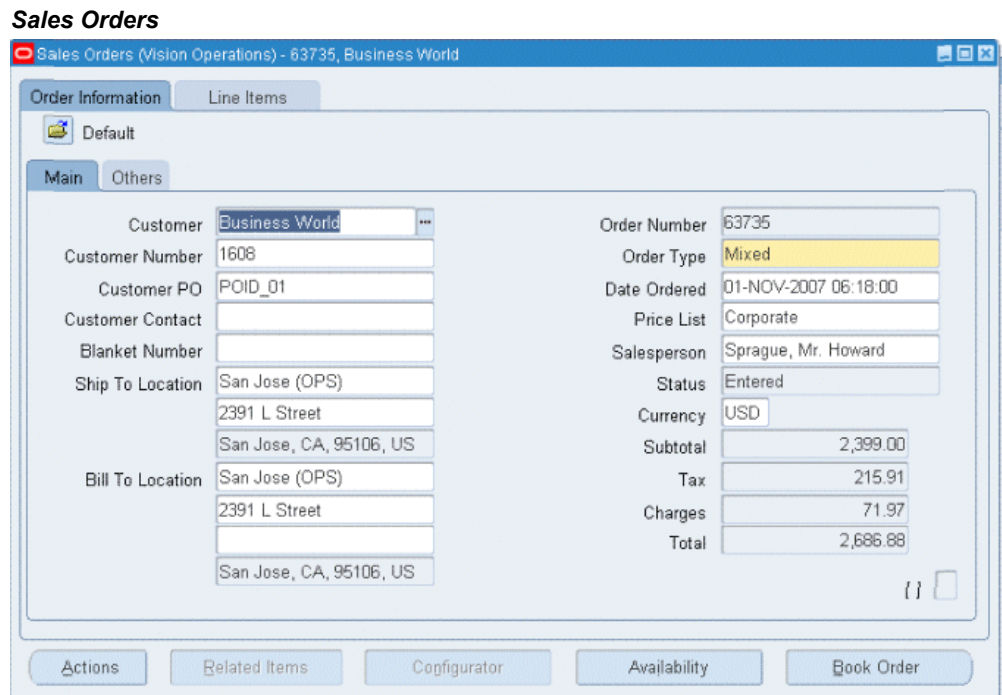 Sales Orders
Sales Orders (Vision Operations) - 63735, Business World
Order Information Line Items
Default
Main Others
Customer Business World
Customer Number 1608
Customer PO POID_01
Customer Contact
Blanket Number
Ship To Location San Jose (OPS)
2391 L Street
San Jose, CA, 95106, US
Bill To Location San Jose (OPS)
2391 L Street
San Jose, CA, 95106, US
Order Number 63735
Order Type Mixed
Date Ordered 01-NOV-2007 06:18:00
Price List Corporate
Salesperson Sprague, Mr. Howard
Status Entered
Currency USD
Subtotal 2,399.00
Tax 215.91
Charges 71.97
Total 2,686.88
[ ]
Actions Related Items Configurator Availability Book Order